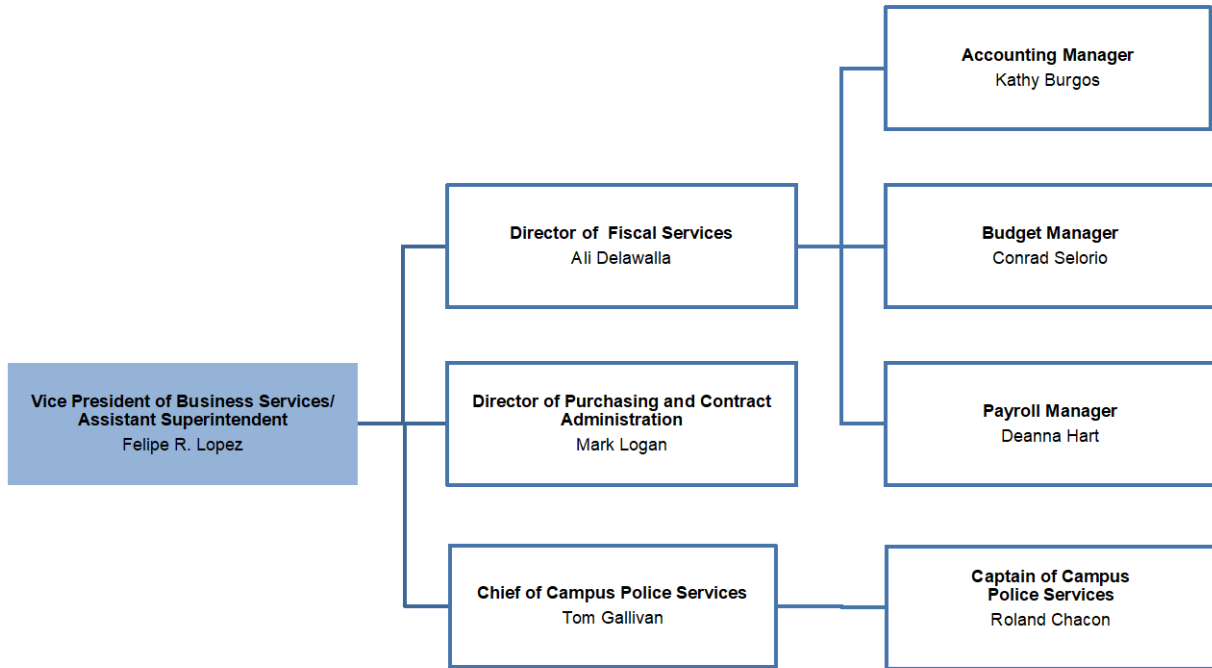 Accounting Manager
Kathy Burgos
Director of  Fiscal Services
Ali Delawalla
Budget Manager
Conrad Selorio
Vice President of Business Services/
Assistant Superintendent
Felipe R. Lopez
Director of Purchasing and Contract
Administration
Mark Logan
Payroll Manager
Deanna Hart
Chief of Campus Police Services
Tom Gallivan
Captain of Campus
Police Services
Roland Chacon